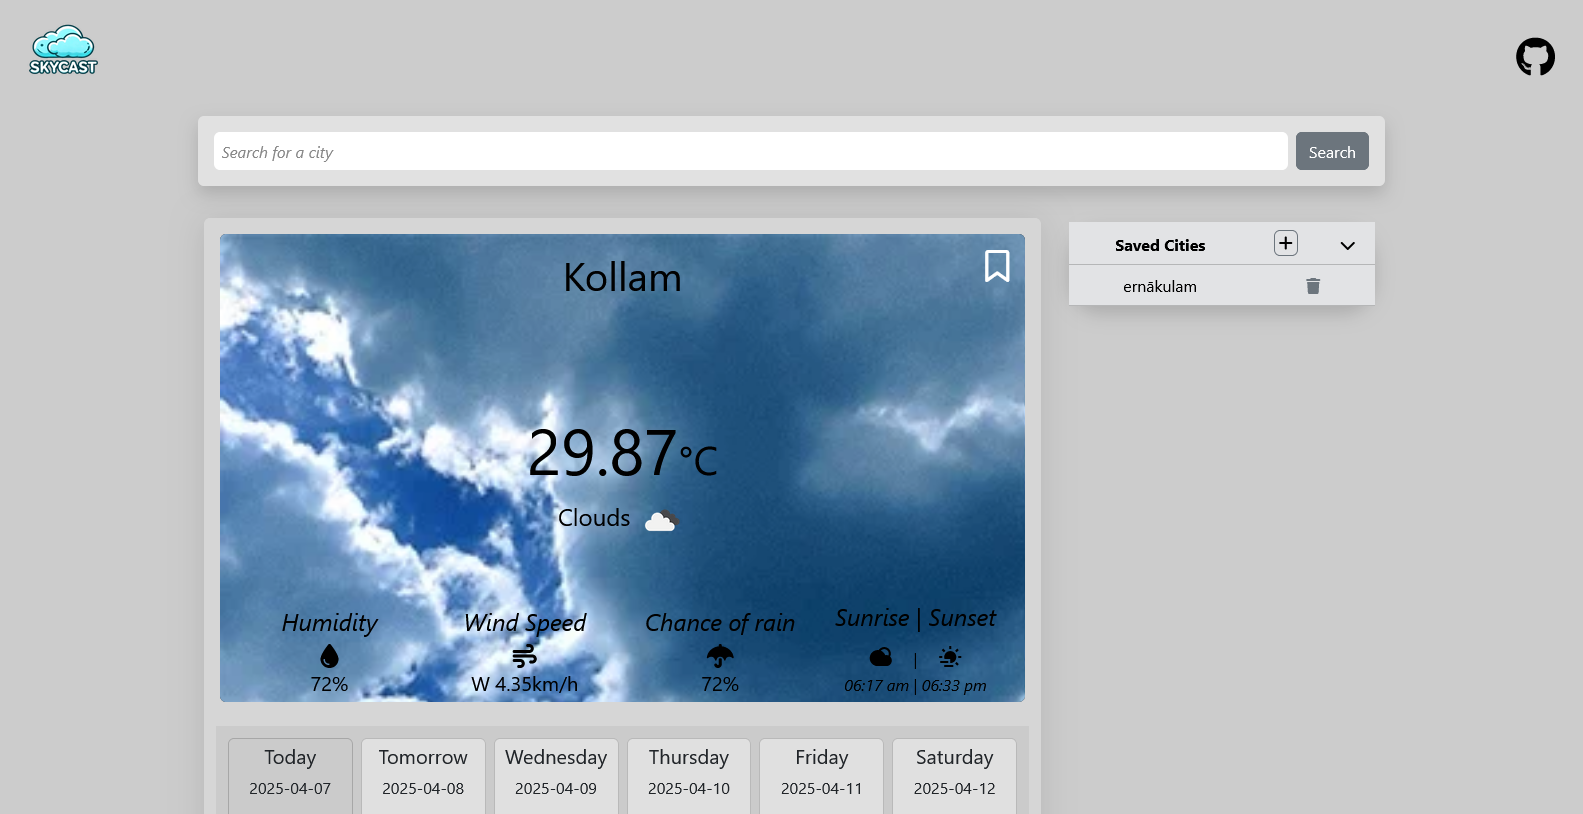 SKYCAST
Search for a city
Search
Kollam
29.87°C
Clouds
Humidity
72%
Wind Speed
W 4.35km/h
Chance of rain
72%
Sunrise | Sunset
|
06:17 am | 06:33 pm
Saved Cities
ernākulam
Today
2025-04-07
Tomorrow
2025-04-08
Wednesday
2025-04-09
Thursday
2025-04-10
Friday
2025-04-11
Saturday
2025-04-12